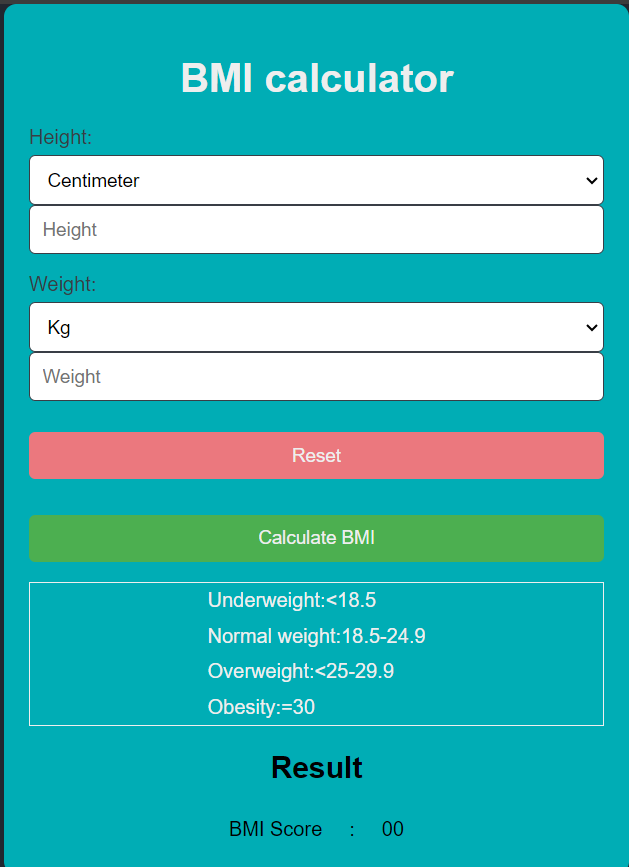 BMI calculator
Height:
Centimeter
Height
Weight:
Kg
Weight
Reset
Calculate BMI
Underweight:<18.5
Normal weight:18.5-24.9
Overweight:<25-29.9
Obesity:=30
Result
BMI Score : 00